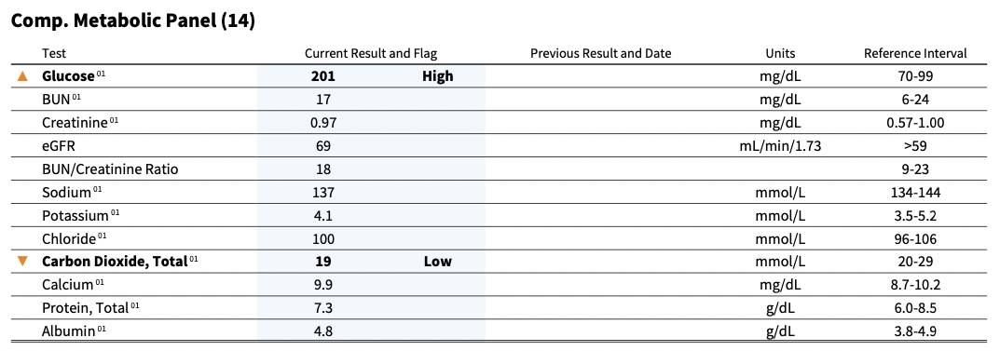 Comp. Metabolic Panel (14)
Test Current Result and Flag Previous Result and Date Units Reference Interval
▲ Glucose 01 201 High mg/dL 70-99
BUN 01 17 mg/dL 6-24
Creatinine 01 0.97 mg/dL 0.57-1.00
eGFR 69 mL/min/1.73 >59
BUN/Creatinine Ratio 18 9-23
Sodium 01 137 mmol/L 134-144
Potassium 01 4.1 mmol/L 3.5-5.2
Chloride 01 100 mmol/L 96-106
▼ Carbon Dioxide, Total 01 19 Low mmol/L 20-29
Calcium 01 9.9 mg/dL 8.7-10.2
Protein, Total 01 7.3 g/dL 6.0-8.5
Albumin 01 4.8 g/dL 3.8-4.9